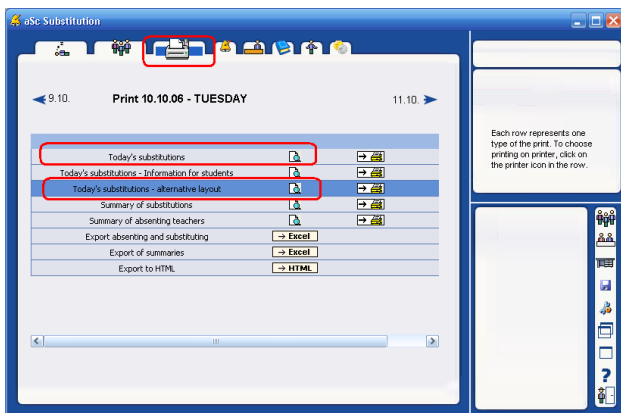 aSc Substitution
9.10.
Print 10.10.06 - TUESDAY
11.10.
Today's substitutions
Today's substitutions - Information for students
Today's substitutions - alternative layout
Summary of substitutions
Summary of absenting teachers
Export absenting and substituting
→ Excel
Export of summaries
→ Excel
Export to HTML
→ HTML
Each row represents one
type of the print. To choose
printing on printer, click on
the printer icon in the row.
?